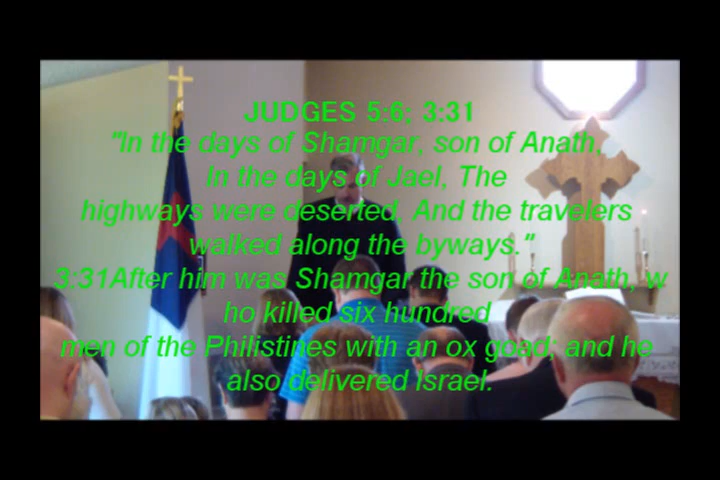 JUDGES 5:6; 3:31
"In the days of Shamgar, son of Anath,
In the days of Jael, The
highways were deserted, And the travelers
walked along the byways."
3:31After him was Shamgar the son of Anath, w
ho killed six hundred
men of the Philistines with an ox goad; and he
also delivered Israel.